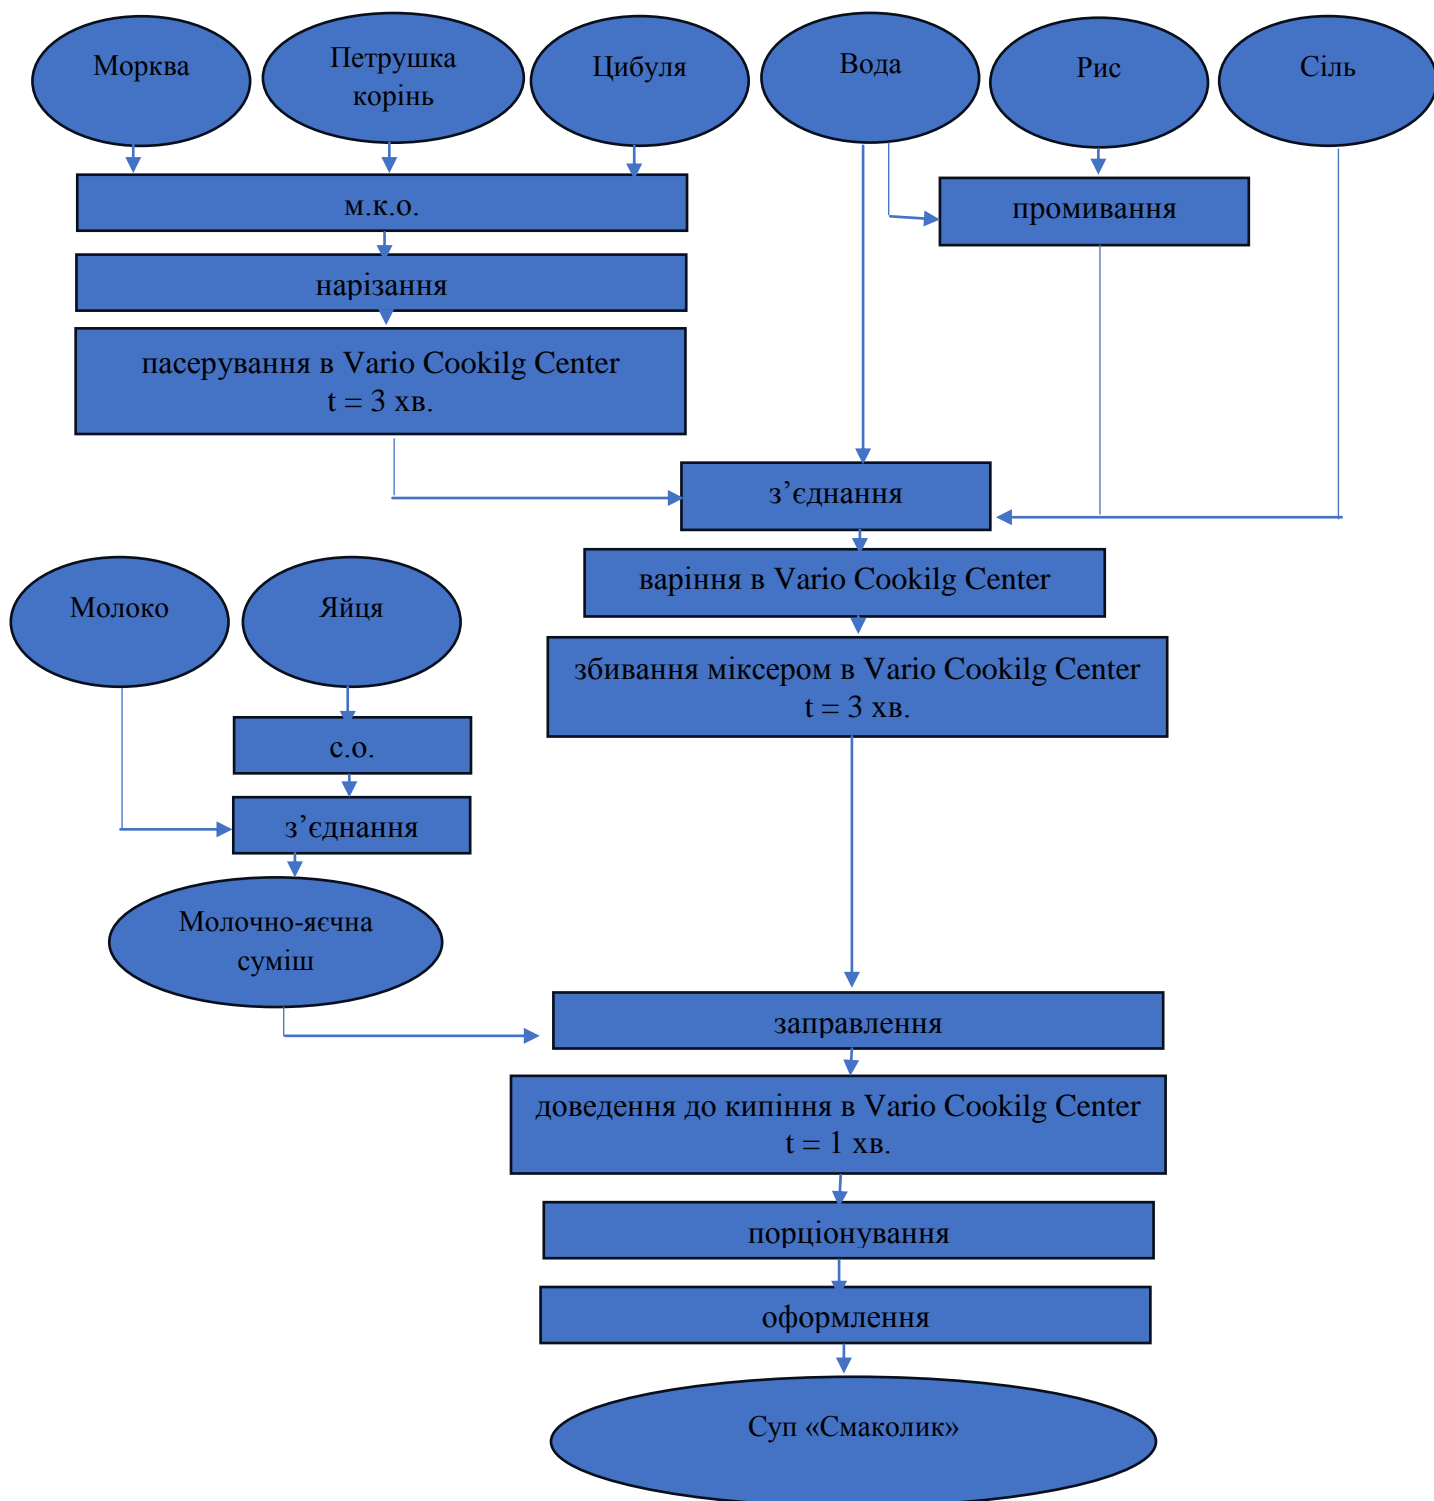 Морква
Петрушка
корінь
Цибуля
Вода
Рис
Сіль
м.к.о.
промивання
нарізання
пасерування в Vario Cookilg Center
t = 3 хв.
з’єднання
варіння в Vario Cookilg Center
Молоко
Яйця
збивання міксером в Vario Cookilg Center
t = 3 хв.
с.о.
з’єднання
Молочно-яєчна
суміш
заправлення
доведення до кипіння в Vario Cookilg Center
t = 1 хв.
порціонування
оформлення
Суп «Смаколик»